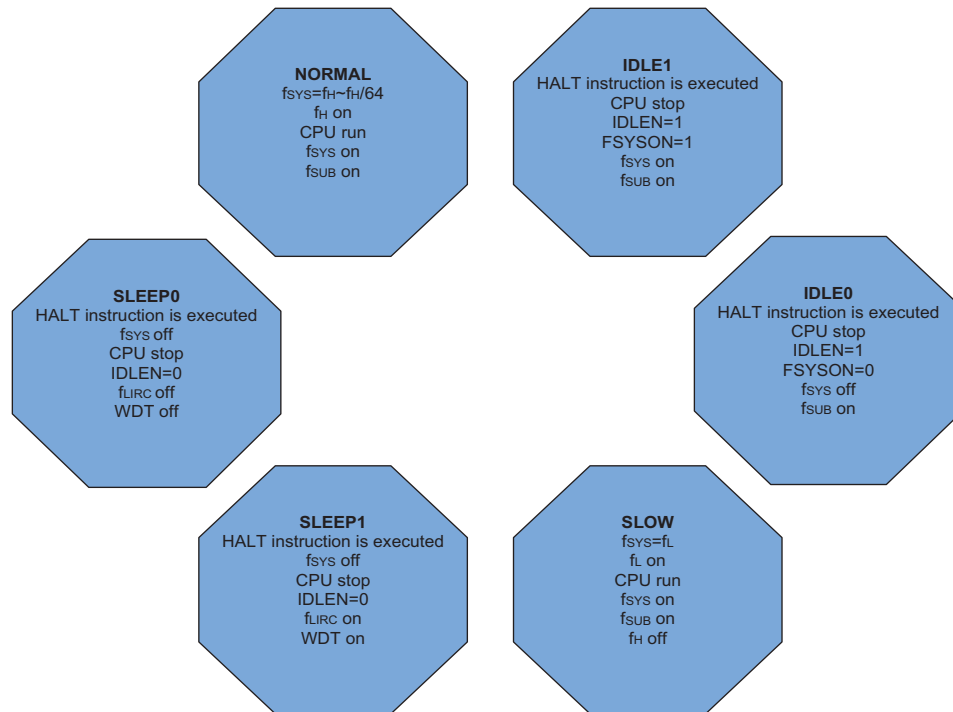 NORMAL
fSYS=fH~fH/64
fH on
CPU run
fSYS on
fSUB on
IDLE1
HALT instruction is executed
CPU stop
IDLEN=1
FSYSON=1
fSYS on
fSUB on
SLEEP0
HALT instruction is executed
fSYS off
CPU stop
IDLEN=0
fLIRC off
WDT off
IDLE0
HALT instruction is executed
CPU stop
IDLEN=1
FSYSON=0
fSYS off
fSUB on
SLEEP1
HALT instruction is executed
fSYS off
CPU stop
IDLEN=0
fLIRC on
WDT on
SLOW
fSYS=fL
fL on
CPU run
fSYS on
fSUB on
fH off